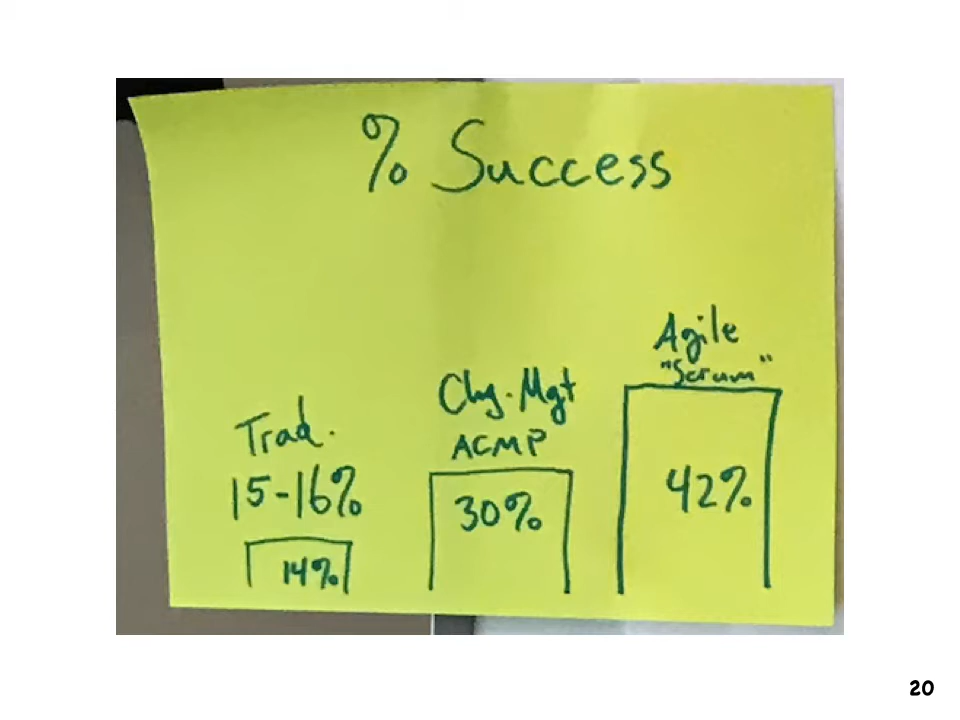 % Success
Agile
"Scrum"
Chg. Mgt
ACMP
Trad.
15-16%
14%
30%
42%
20